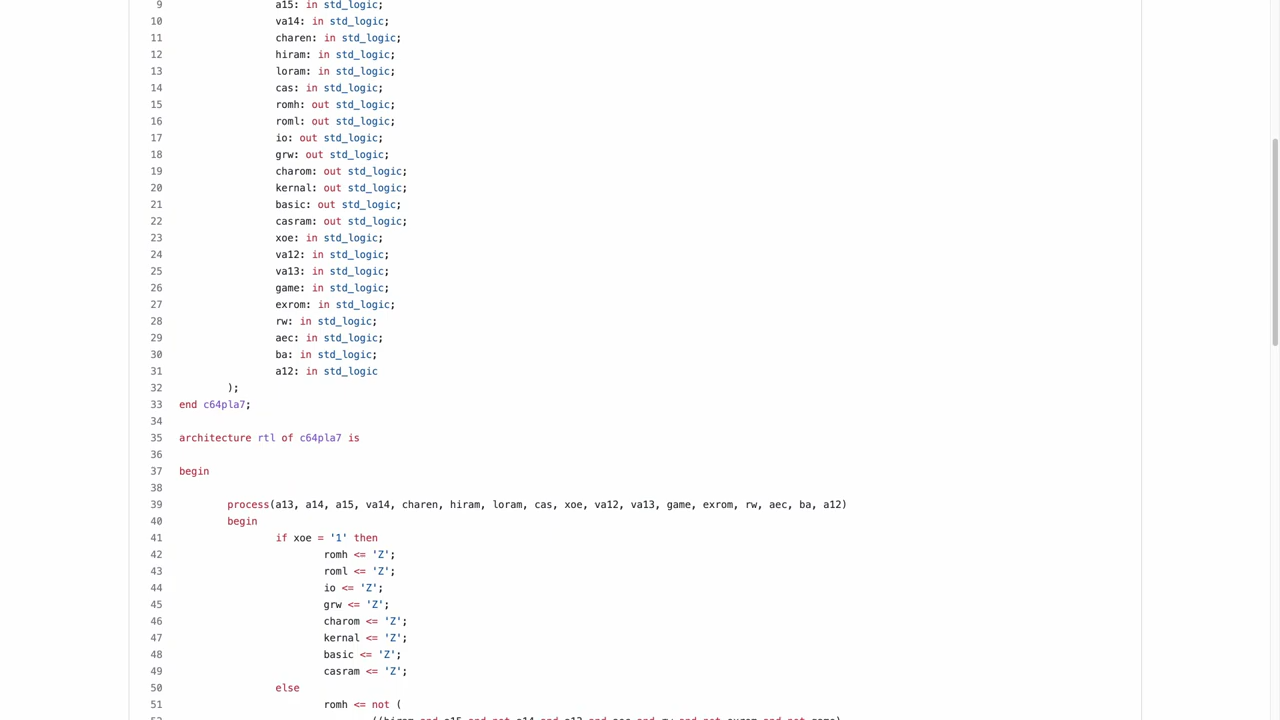 9 a15: in std_logic;
10 va14: in std_logic;
11 charen: in std_logic;
12 hiram: in std_logic;
13 loram: in std_logic;
14 cas: in std_logic;
15 romh: out std_logic;
16 roml: out std_logic;
17 io: out std_logic;
18 grw: out std_logic;
19 charom: out std_logic;
20 kernal: out std_logic;
21 basic: out std_logic;
22 casram: out std_logic;
23 xoe: in std_logic;
24 va12: in std_logic;
25 va13: in std_logic;
26 game: in std_logic;
27 exrom: in std_logic;
28 rw: in std_logic;
29 aec: in std_logic;
30 ba: in std_logic;
31 a12: in std_logic
32 );
33 end c64pla7;
34
35 architecture rtl of c64pla7 is
36
37 begin
38
39 process(a13, a14, a15, va14, charen, hiram, loram, cas, xoe, va12, va13, game, exrom, rw, aec, ba, a12)
40 begin
41 if xoe = '1' then
42 romh <= 'Z';
43 roml <= 'Z';
44 io <= 'Z';
45 grw <= 'Z';
46 charom <= 'Z';
47 kernal <= 'Z';
48 basic <= 'Z';
49 casram <= 'Z';
50 else
51 romh <= not (